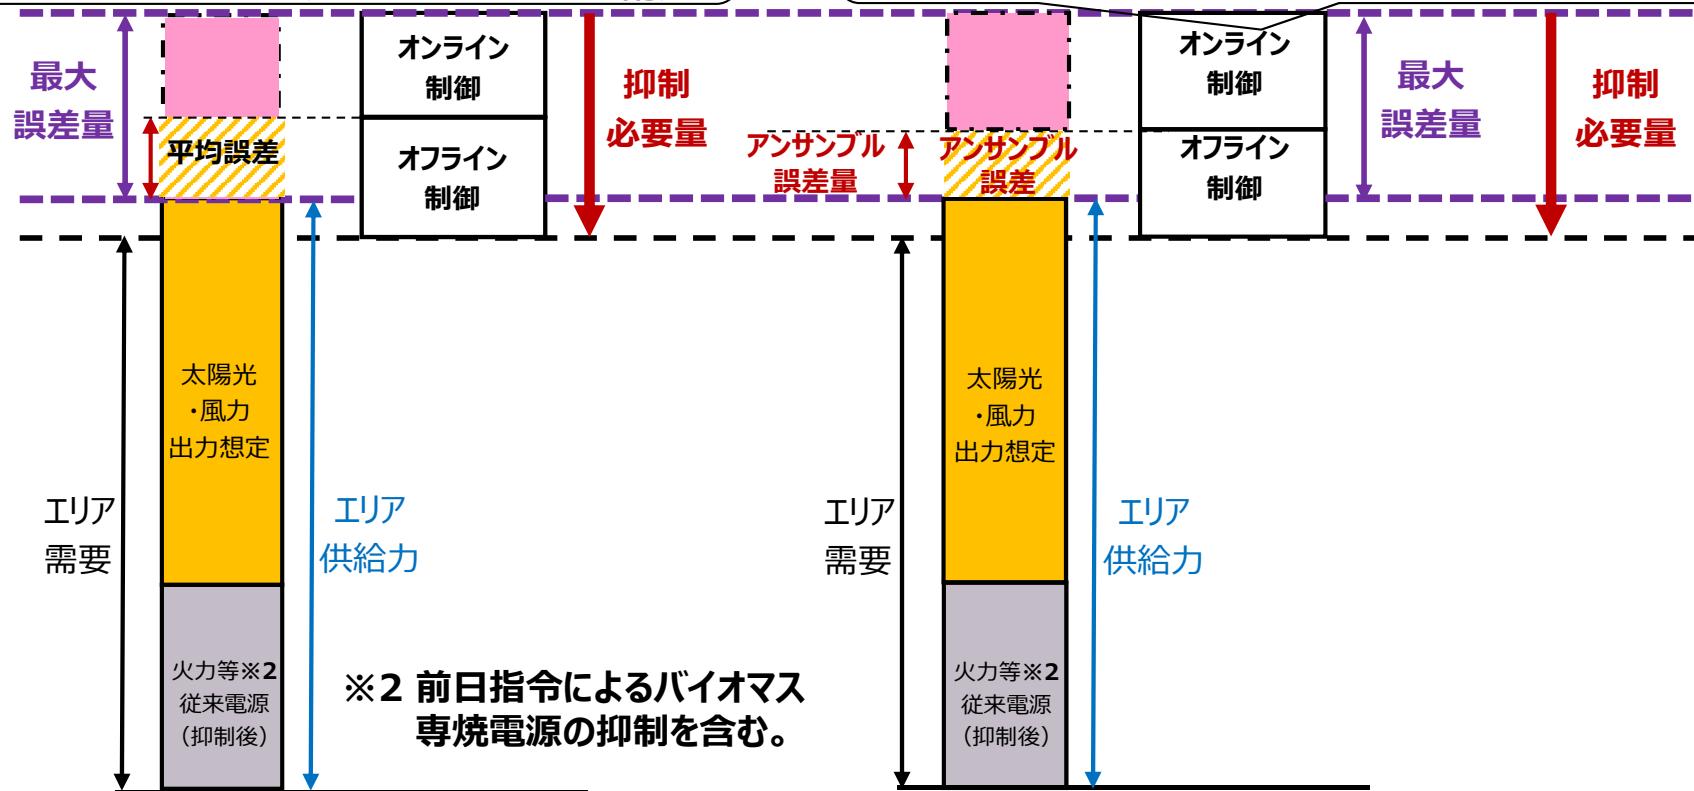 最大
誤差量
平均誤差
オンライン
制御
オフライン
制御
抑制
必要量
太陽光
・風力
出力想定
エリア
需要
エリア
供給力
火力等※2
従来電源
（抑制後）
※2 前日指令によるバイオマス
専焼電源の抑制を含む。
アンサンブル
誤差量
アンサンブル
誤差
オンライン
制御
オフライン
制御
最大
誤差量
抑制
必要量
太陽光
・風力
出力想定
エリア
需要
エリア
供給力
火力等※2
従来電源
（抑制後）